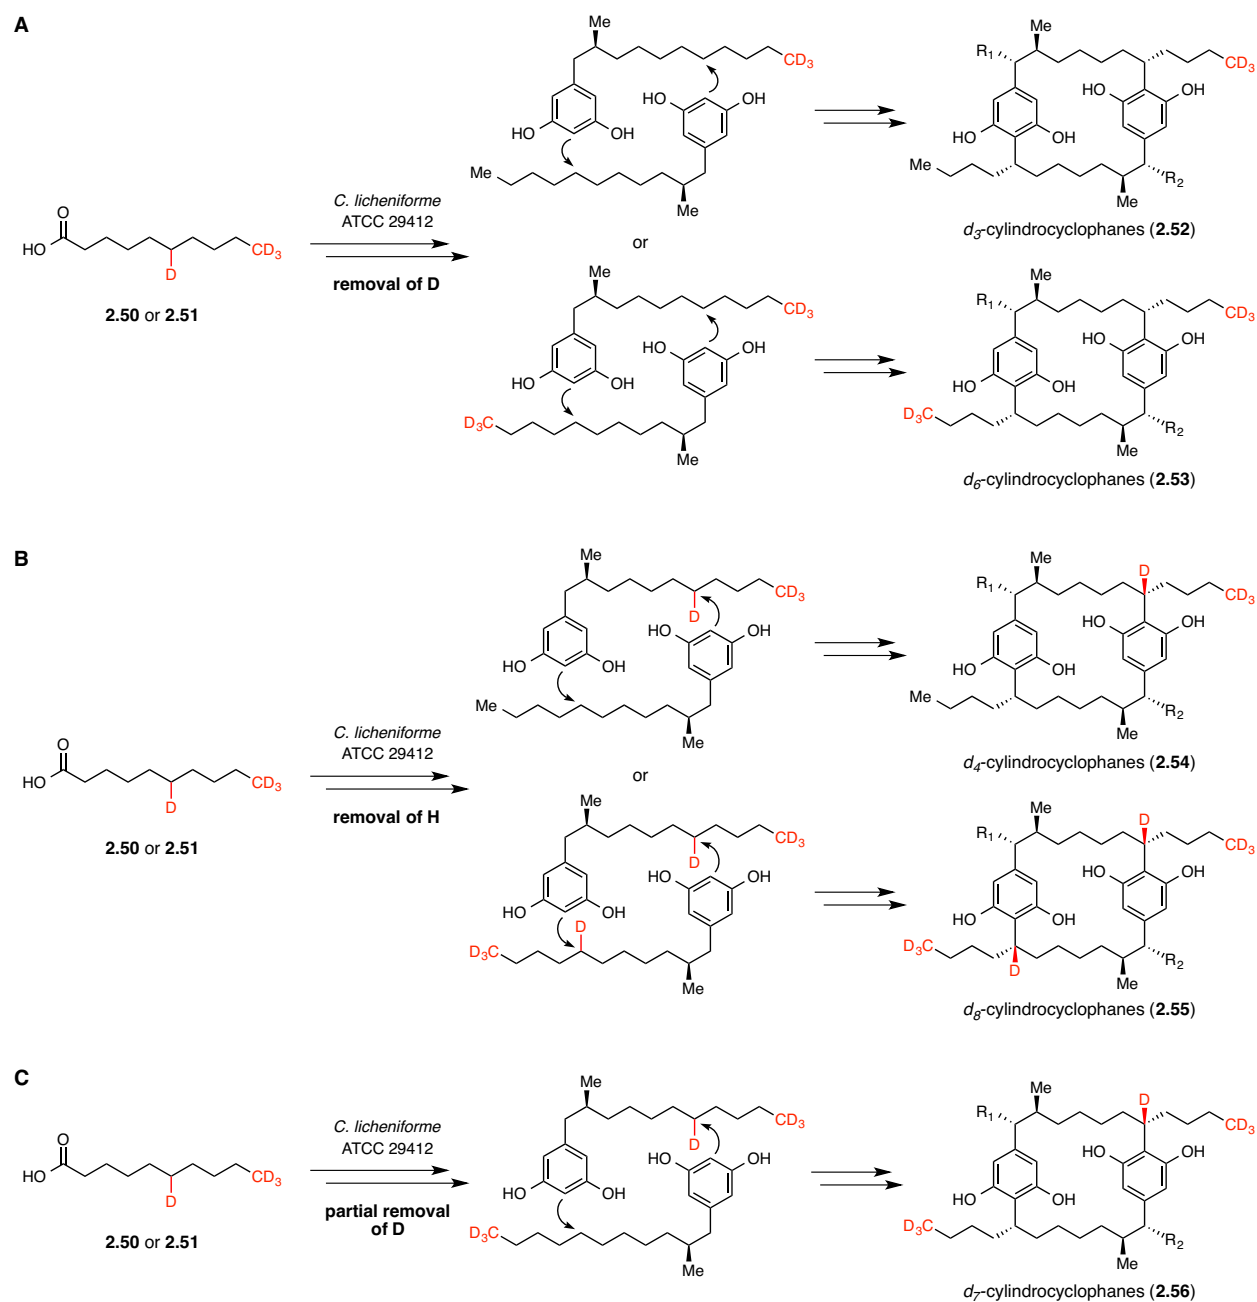 A
Me
CD3
HO
OH
HO
OH
Me
Me
R1
Me
CD3
HO
OH
HO
OH
Me
Me
R2
d3-cylindrocyclophanes (2.52)
O
HO
D
CD3
2.50 or 2.51
C. licheniforme
ATCC 29412
removal of D
or
Me
CD3
HO
OH
HO
OH
D3C
Me
R1
Me
CD3
HO
OH
HO
OH
D3C
Me
R2
d6-cylindrocyclophanes (2.53)
B
Me
D
CD3
HO
OH
HO
OH
Me
Me
R1
Me
D
CD3
HO
OH
HO
OH
Me
Me
R2
d4-cylindrocyclophanes (2.54)
O
HO
D
CD3
2.50 or 2.51
C. licheniforme
ATCC 29412
removal of H
or
Me
D
CD3
HO
OH
HO
OH
D
D3C
Me
R1
Me
D
CD3
HO
OH
HO
OH
D3C
D
Me
R2
d8-cylindrocyclophanes (2.55)
C
O
HO
D
CD3
2.50 or 2.51
C. licheniforme
ATCC 29412
partial removal
of D
Me
D
CD3
HO
OH
HO
OH
D3C
Me
R1
Me
D
CD3
HO
OH
HO
OH
D3C
Me
R2
d7-cylindrocyclophanes (2.56)